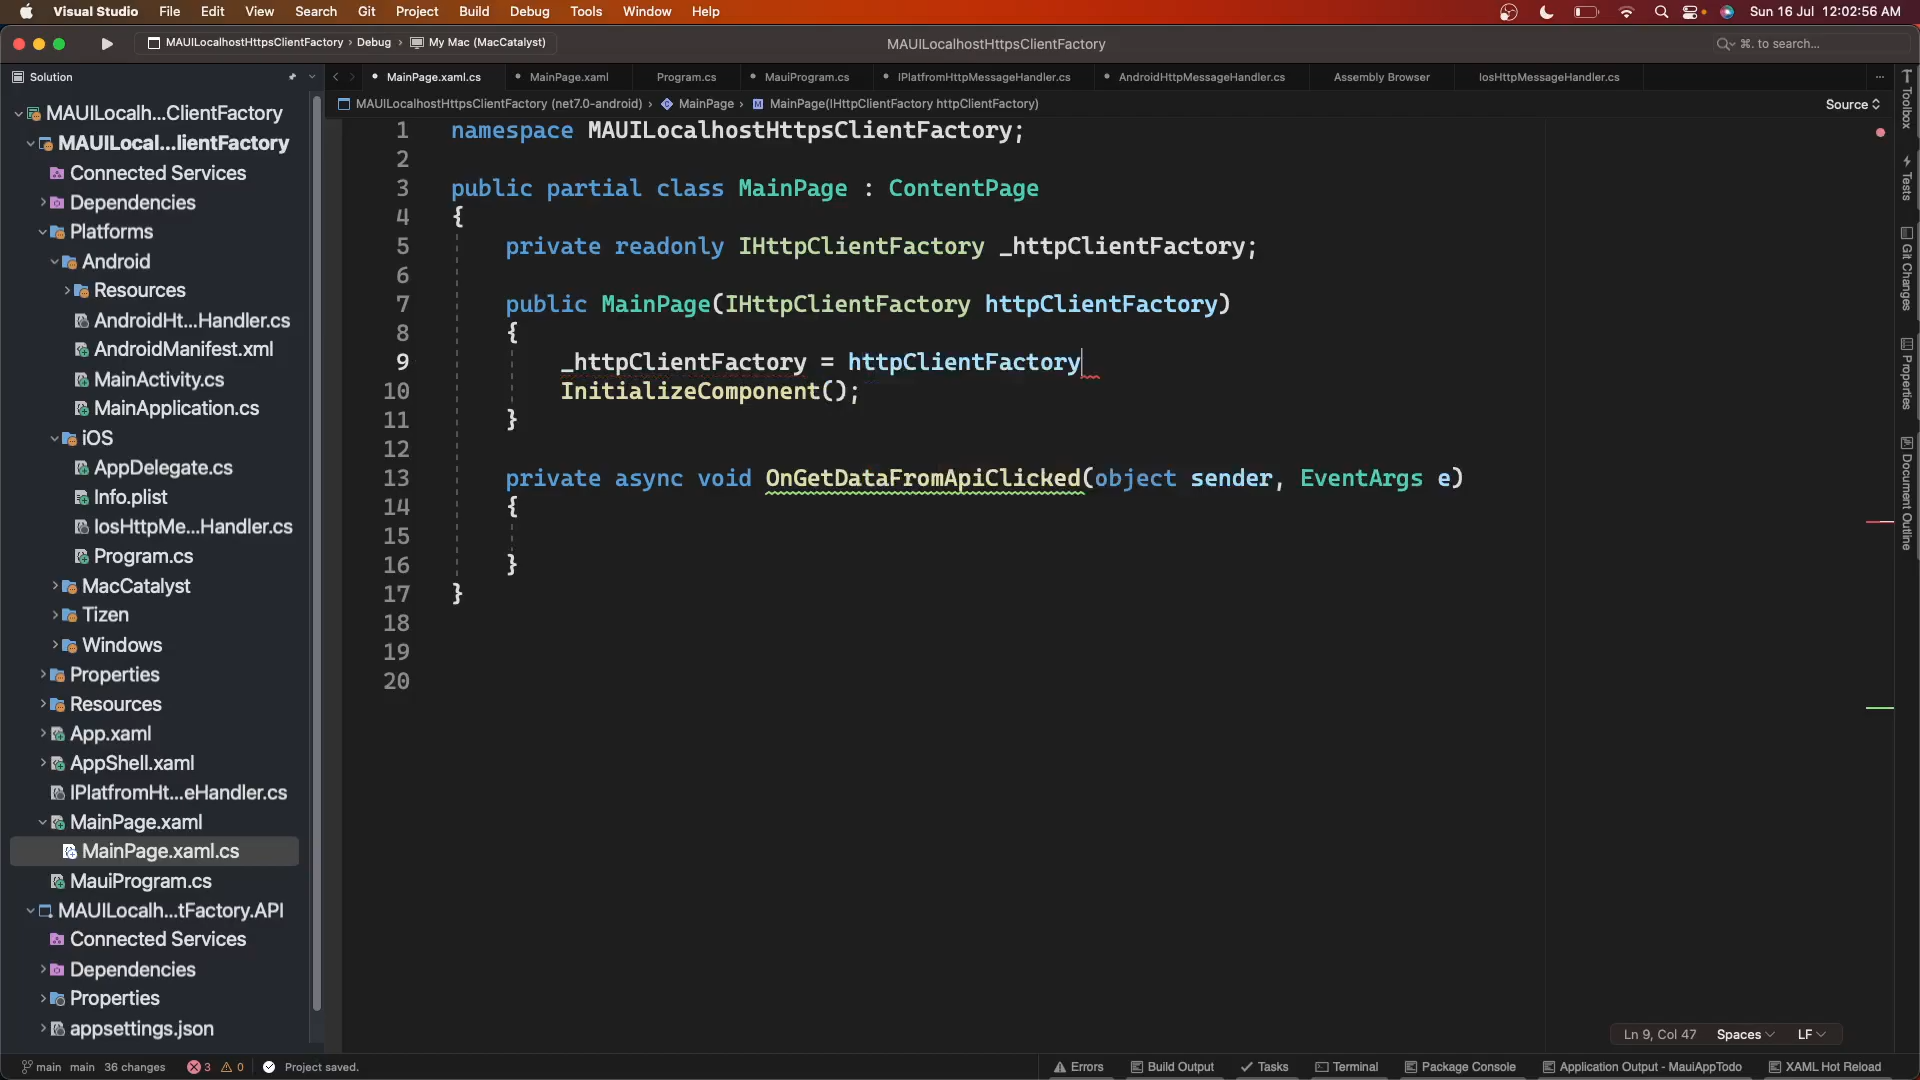 Visual Studio File Edit View Search Git Project Build Debug Tools Window Help Sun 16 Jul 12:02:56 AM
MAUILocalhostHttpsClientFactory › Debug › My Mac (MacCatalyst) MAUILocalhostHttpsClientFactory ⌘. to search...
Solution
MainPage.xaml.cs MainPage.xaml Program.cs MauiProgram.cs IPlatfromHttpMessageHandler.cs AndroidHttpMessageHandler.cs Assembly Browser IosHttpMessageHandler.cs ...
MAUILocalhostHttpsClientFactory (net7.0-android) › MainPage › MainPage(IHttpClientFactory httpClientFactory) Source
MAUILocalh...ClientFactory
MAUILocal...lientFactory
Connected Services
Dependencies
Platforms
Android
Resources
AndroidHt...Handler.cs
AndroidManifest.xml
MainActivity.cs
MainApplication.cs
iOS
AppDelegate.cs
Info.plist
IosHttpMe...Handler.cs
Program.cs
MacCatalyst
Tizen
Windows
Properties
Resources
App.xaml
AppShell.xaml
IPlatfromHt...eHandler.cs
MainPage.xaml
MainPage.xaml.cs
MauiProgram.cs
MAUILocalh...tFactory.API
Connected Services
Dependencies
Properties
appsettings.json
1 namespace MAUILocalhostHttpsClientFactory;
2
3 public partial class MainPage : ContentPage
4 {
5 private readonly IHttpClientFactory _httpClientFactory;
6
7 public MainPage(IHttpClientFactory httpClientFactory)
8 {
9 _httpClientFactory = httpClientFactory
10 InitializeComponent();
11 }
12
13 private async void OnGetDataFromApiClicked(object sender, EventArgs e)
14 {
15
16 }
17 }
18
19
20
Toolbox
Tests
Git Changes
Properties
Document Outline
Ln 9, Col 47 Spaces LF
main main 36 changes 3 0 Project saved. Errors Build Output Tasks Terminal Package Console Application Output - MauiAppTodo XAML Hot Reload